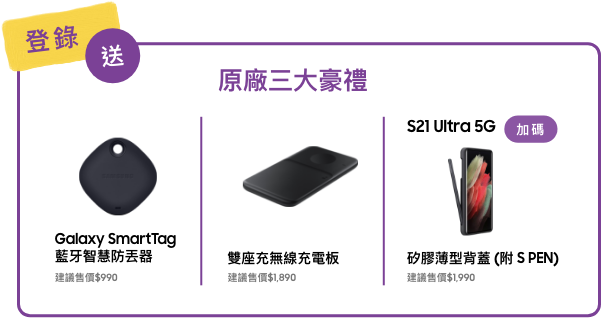 登錄
送
原廠三大豪禮
Galaxy SmartTag
藍牙智慧防丟器
建議售價$990
雙座充無線充電板
建議售價$1,890
S21 Ultra 5G
加碼
矽膠薄型背蓋 (附 S PEN)
建議售價$1,990